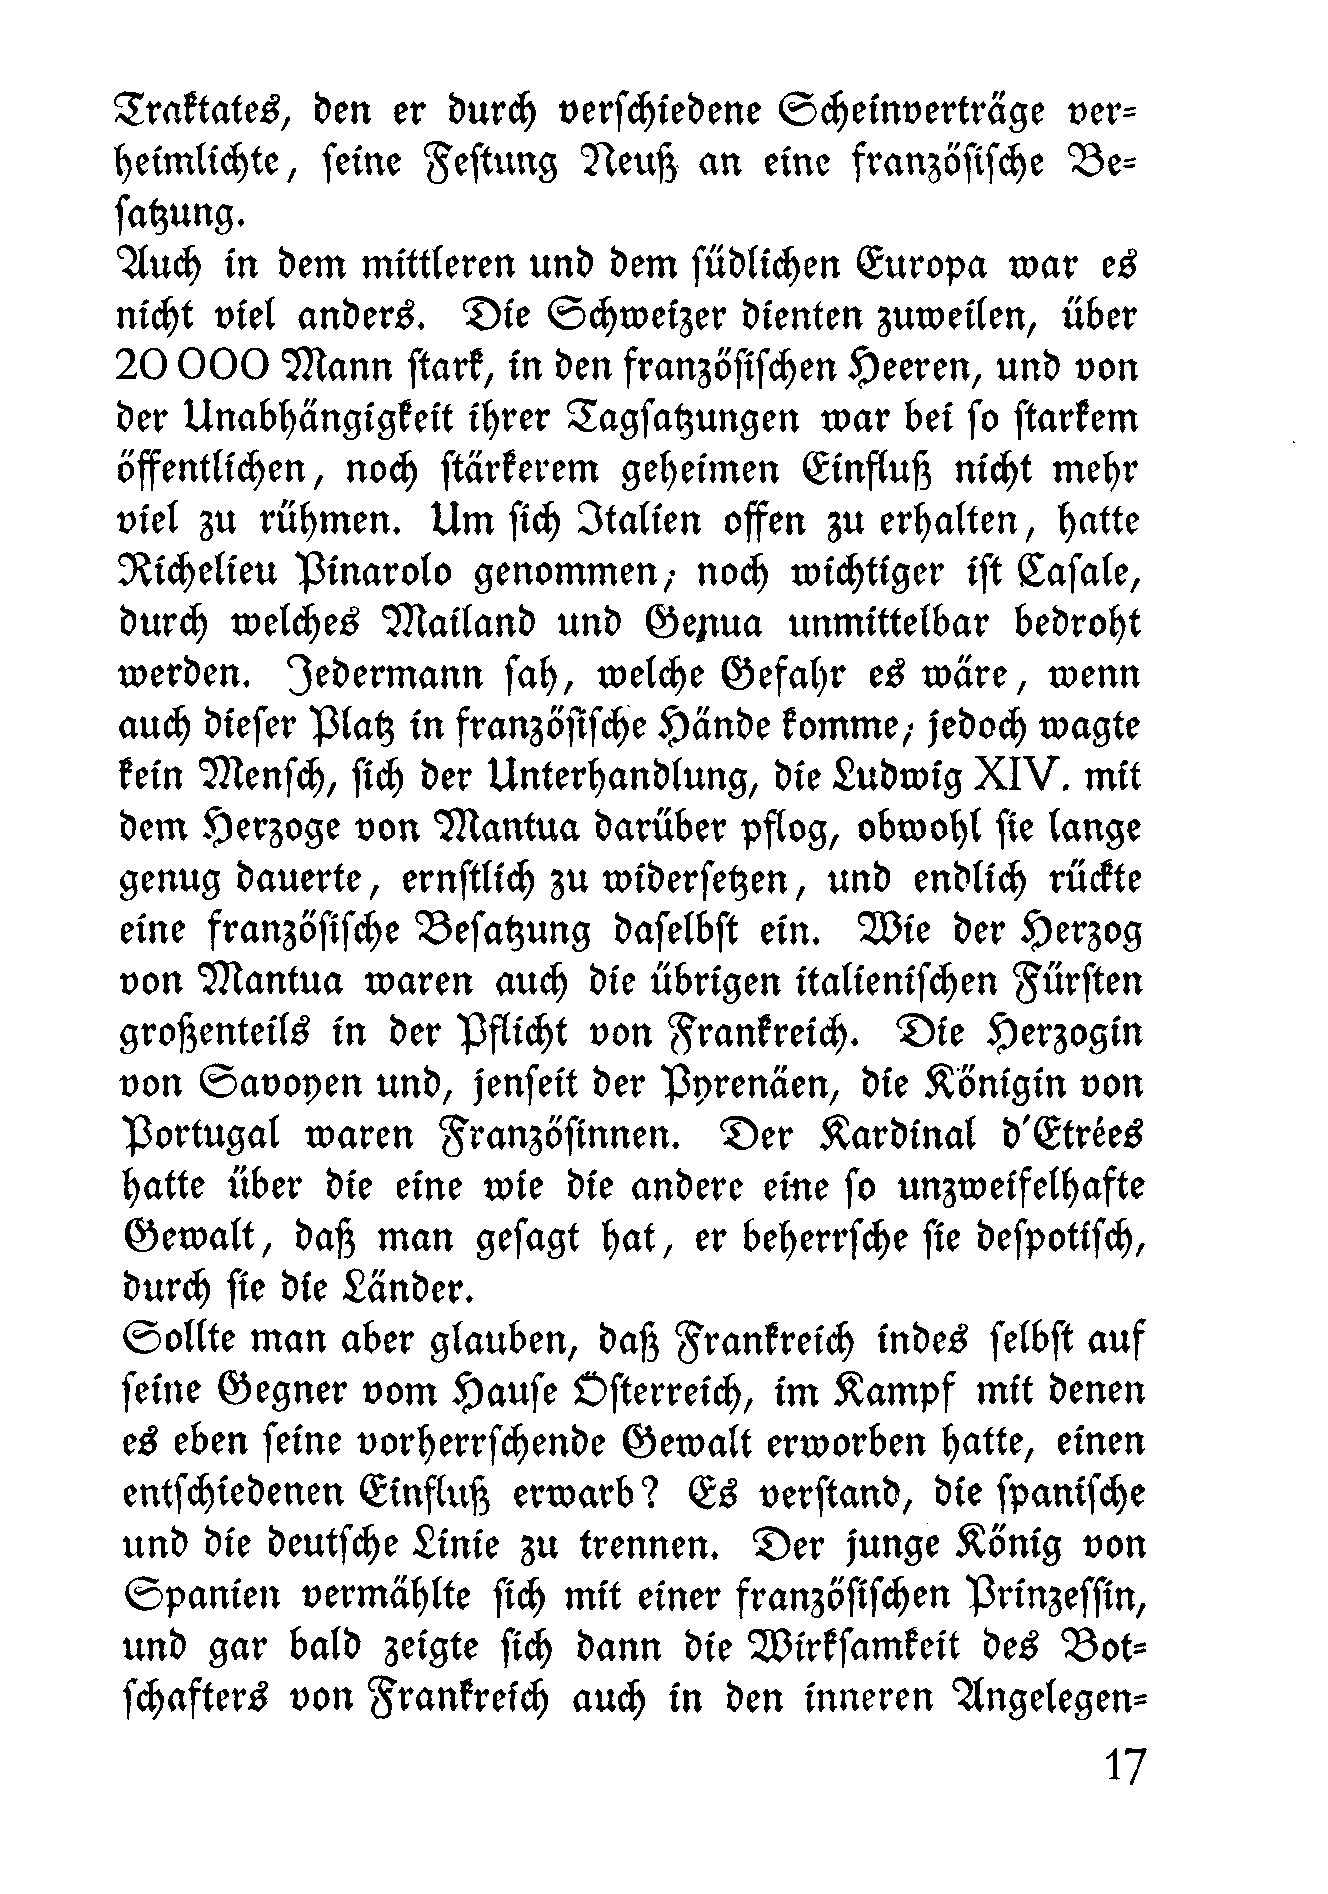 Traktates, den er durch verschiedene Scheinverträge ver-
heimlichte, seine Festung Neuß an eine französische Be-
satzung.
Auch in dem mittleren und dem südlichen Europa war es
nicht viel anders. Die Schweizer dienten zuweilen, über
20 000 Mann stark, in den französischen Heeren, und von
der Unabhängigkeit ihrer Tagsatzungen war bei so starkem
öffentlichen, noch stärkerem geheimen Einfluß nicht mehr
viel zu rühmen. Um sich Italien offen zu erhalten, hatte
Richelieu Pinarolo genommen; noch wichtiger ist Casale,
durch welches Mailand und Genua unmittelbar bedroht
werden. Jedermann sah, welche Gefahr es wäre, wenn
auch dieser Platz in französische Hände komme; jedoch wagte
kein Mensch, sich der Unterhandlung, die Ludwig XIV. mit
dem Herzoge von Mantua darüber pflog, obwohl sie lange
genug dauerte, ernstlich zu widersetzen, und endlich rückte
eine französische Besatzung daselbst ein. Wie der Herzog
von Mantua waren auch die übrigen italienischen Fürsten
großenteils in der Pflicht von Frankreich. Die Herzogin
von Savoyen und, jenseit der Pyrenäen, die Königin von
Portugal waren Französinnen. Der Kardinal d'Etrées
hatte über die eine wie die andere eine so unzweifelhafte
Gewalt, daß man gesagt hat, er beherrsche sie despotisch,
durch sie die Länder.
Sollte man aber glauben, daß Frankreich indes selbst auf
seine Gegner vom Hause Österreich, im Kampf mit denen
es eben seine vorherrschende Gewalt erworben hatte, einen
entschiedenen Einfluß erwarb? Es verstand, die spanische
und die deutsche Linie zu trennen. Der junge König von
Spanien vermählte sich mit einer französischen Prinzessin,
und gar bald zeigte sich dann die Wirksamkeit des Bot-
schafters von Frankreich auch in den inneren Angelegen-
17